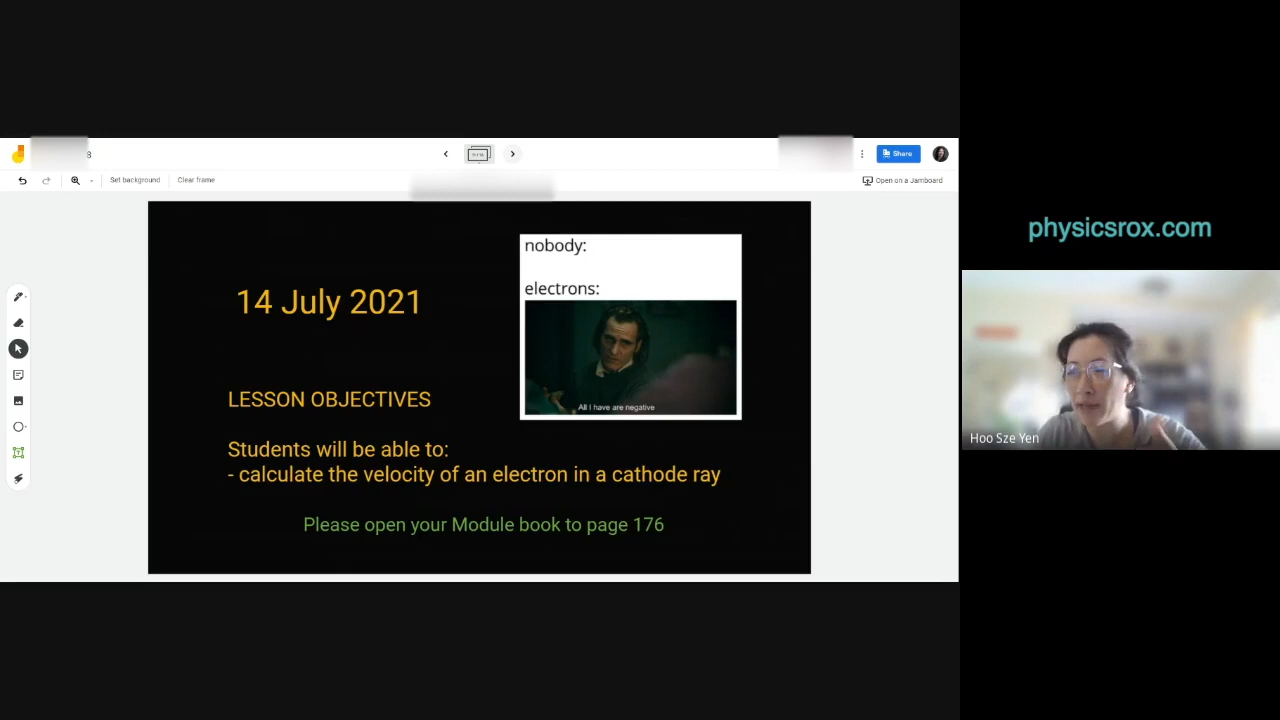 8
Share
Set background
Clear frame
Open on a Jamboard
nobody:
electrons:
All I have are negative
14 July 2021
LESSON OBJECTIVES
Students will be able to:
- calculate the velocity of an electron in a cathode ray
Please open your Module book to page 176
physicsrox.com
Hoo Sze Yen